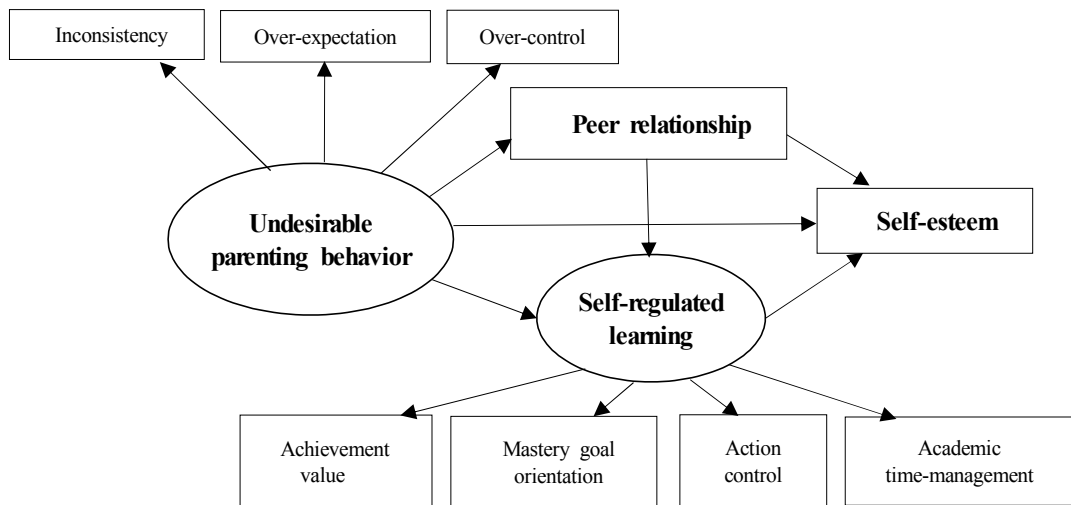 Inconsistency
Over-expectation
Over-control
Peer relationship
Undesirable
parenting behavior
Self-esteem
Self-regulated
learning
Achievement
value
Mastery goal
orientation
Action
control
Academic
time-management